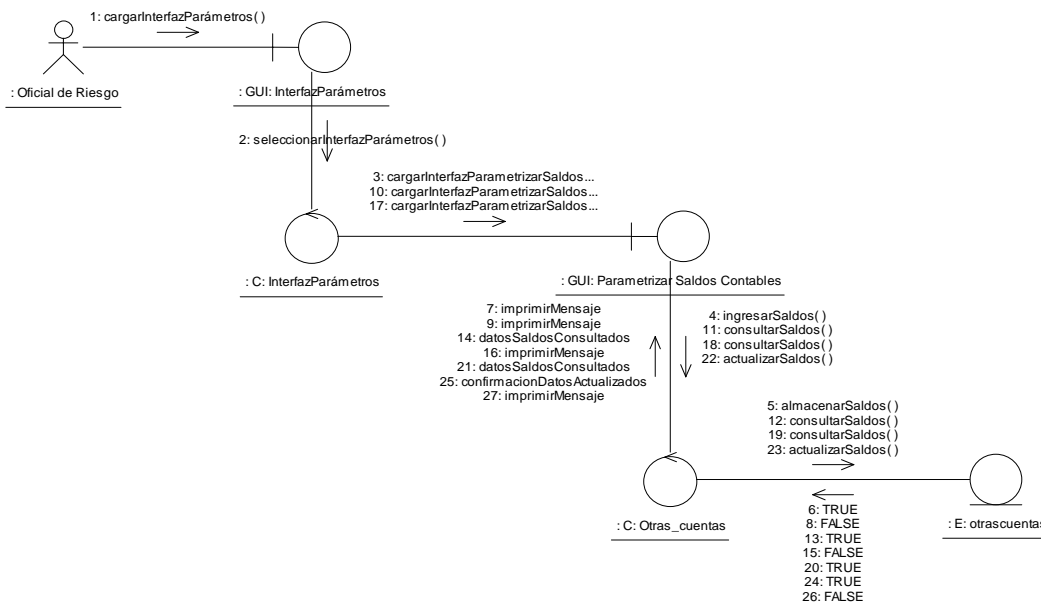 1: cargarInterfazParámetros( )
: Oficial de Riesgo
: GUI: InterfazParámetros
2: seleccionarInterfazParámetros( )
3: cargarInterfazParametrizarSaldos...
10: cargarInterfazParametrizarSaldos...
17: cargarInterfazParametrizarSaldos...
: C: InterfazParámetros
: GUI: Parametrizar Saldos Contables
7: imprimirMensaje
9: imprimirMensaje
14: datosSaldosConsultados
16: imprimirMensaje
21: datosSaldosConsultados
25: confirmacionDatosActualizados
27: imprimirMensaje
4: ingresarSaldos( )
11: consultarSaldos( )
18: consultarSaldos( )
22: actualizarSaldos( )
5: almacenarSaldos( )
12: consultarSaldos( )
19: consultarSaldos( )
23: actualizarSaldos( )
6: TRUE
8: FALSE
13: TRUE
15: FALSE
20: TRUE
24: TRUE
26: FALSE
: C: Otras_cuentas
: E: otrascuentas